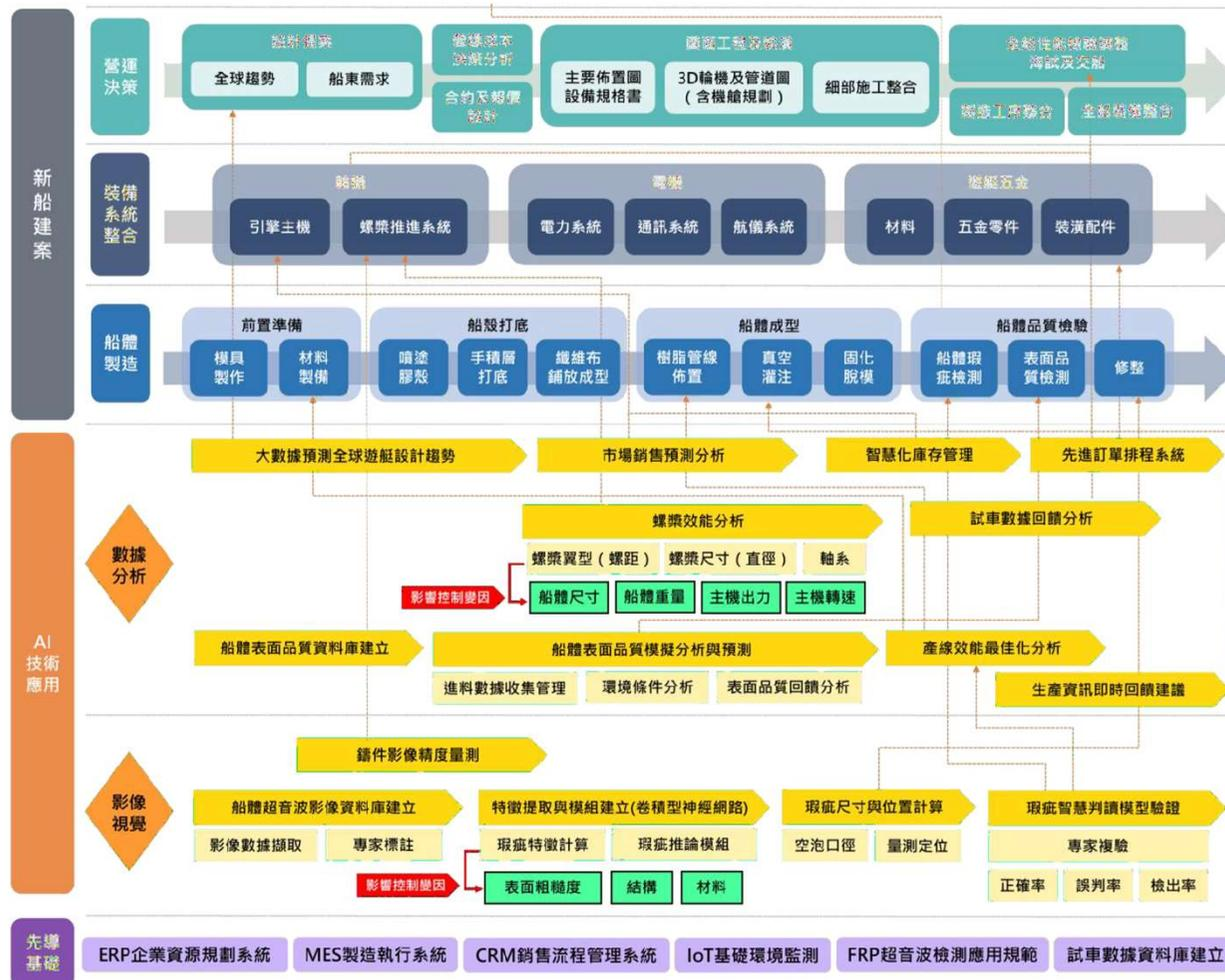 新
船
建
案
營運
決策
全球趨勢
船東需求
合約及報價
設計
主要佈置圖
設備規格書
3D輪機及管道圖
(含機艙規劃)
細部施工整合
裝備
系統
整合
輪機
引擎主機
螺槳推進系統
電機
電力系統
通訊系統
航儀系統
遊艇五金
材料
五金零件
裝潢配件
船體
製造
前置準備
模具
製作
材料
製備
船殼打底
噴塗
膠殼
手積層
打底
纖維布
鋪放成型
船體成型
樹脂管線
佈置
真空
灌注
固化
脫模
船體品質檢驗
船體瑕
疵檢測
表面品
質檢測
修整
AI
技術
應用
數據
分析
大數據預測全球遊艇設計趨勢
市場銷售預測分析
智慧化庫存管理
先進訂單排程系統
螺槳效能分析
試車數據回饋分析
螺槳翼型(螺距)
螺槳尺寸(直徑)
軸系
影響控制變因
船體尺寸
船體重量
主機出力
主機轉速
船體表面品質資料庫建立
船體表面品質模擬分析與預測
產線效能最佳化分析
進料數據收集管理
環境條件分析
表面品質回饋分析
生產資訊即時回饋建議
影像
視覺
鑄件影像精度量測
船體超音波影像資料庫建立
特徵提取與模組建立(卷積型神經網路)
瑕疵尺寸與位置計算
瑕疵智慧判讀模型驗證
影像數據擷取
專家標註
瑕疵特徵計算
瑕疵推論模組
空泡口徑
量測定位
專家複驗
影響控制變因
表面粗糙度
結構
材料
正確率
誤判率
檢出率
先導
基礎
ERP企業資源規劃系統
MES製造執行系統
CRM銷售流程管理系統
IoT基礎環境監測
FRP超音波檢測應用規範
試車數據資料庫建立